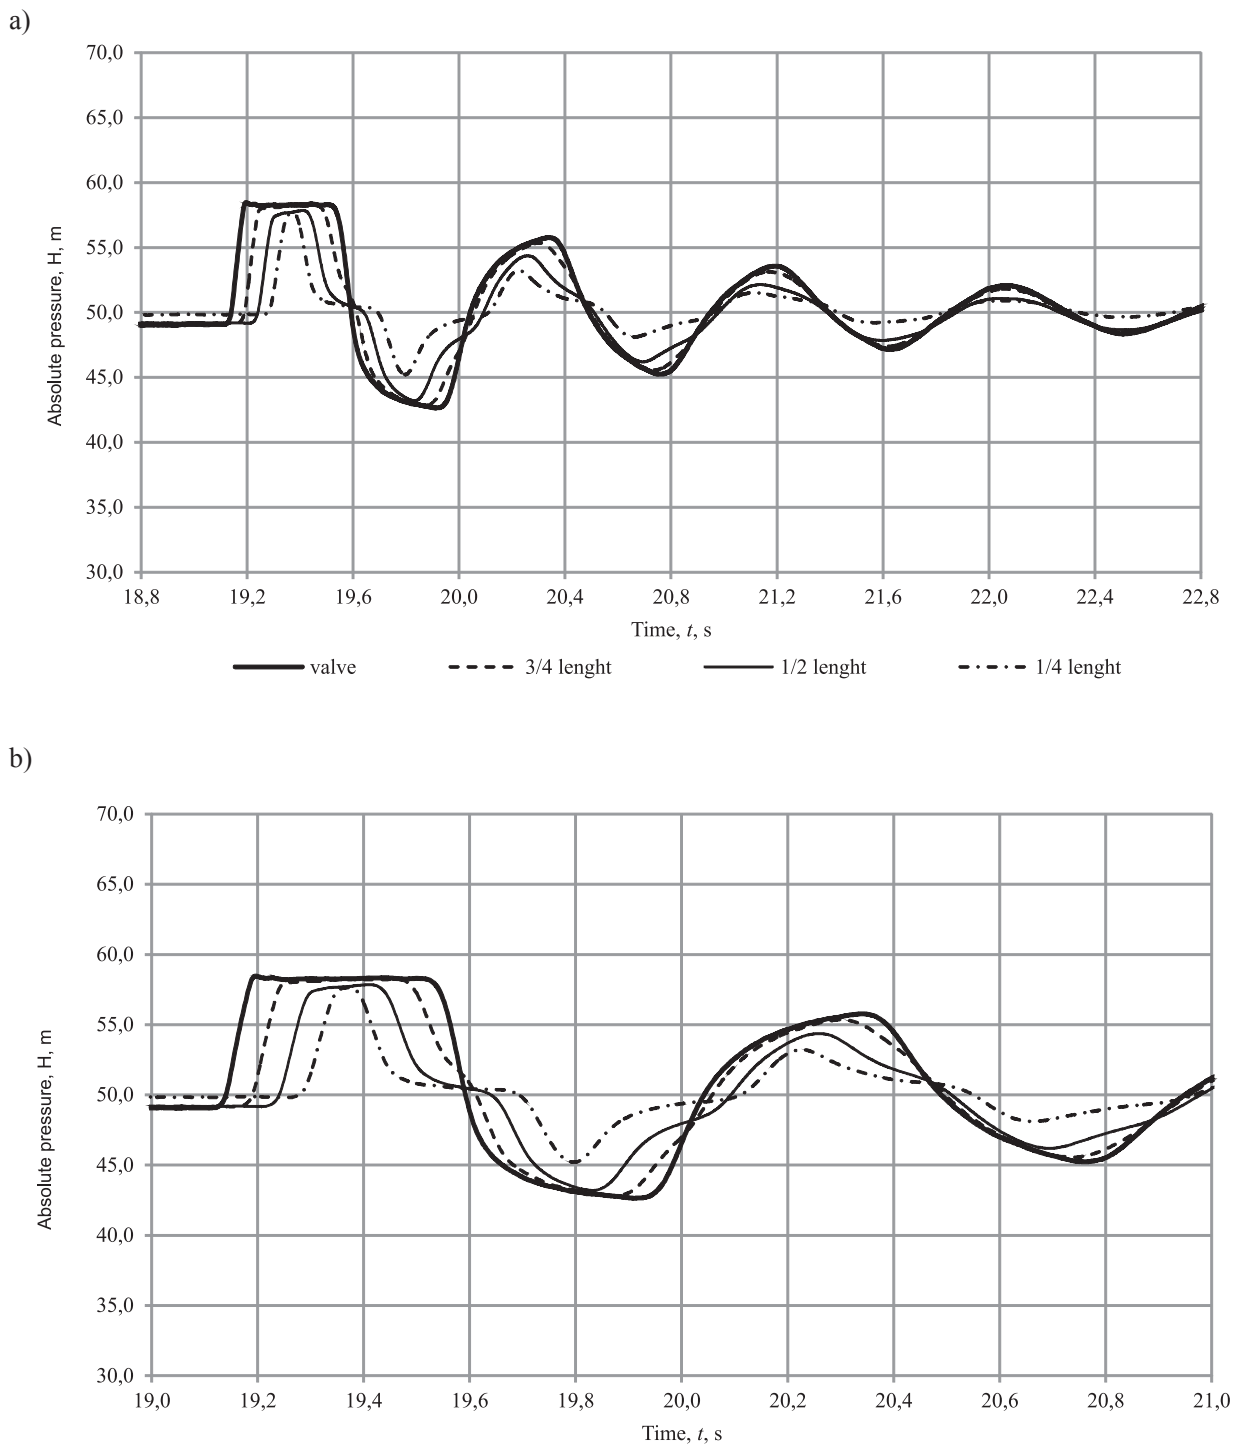 a)
70,0
65,0
60,0
55,0
50,0
45,0
40,0
35,0
30,0
Absolute pressure, H, m
18,8 19,2 19,6 20,0 20,4 20,8 21,2 21,6 22,0 22,4 22,8
Time, t, s
valve 3/4 lenght 1/2 lenght 1/4 lenght
b)
70,0
65,0
60,0
55,0
50,0
45,0
40,0
35,0
30,0
Absolute pressure, H, m
19,0 19,2 19,4 19,6 19,8 20,0 20,2 20,4 20,6 20,8 21,0
Time, t, s